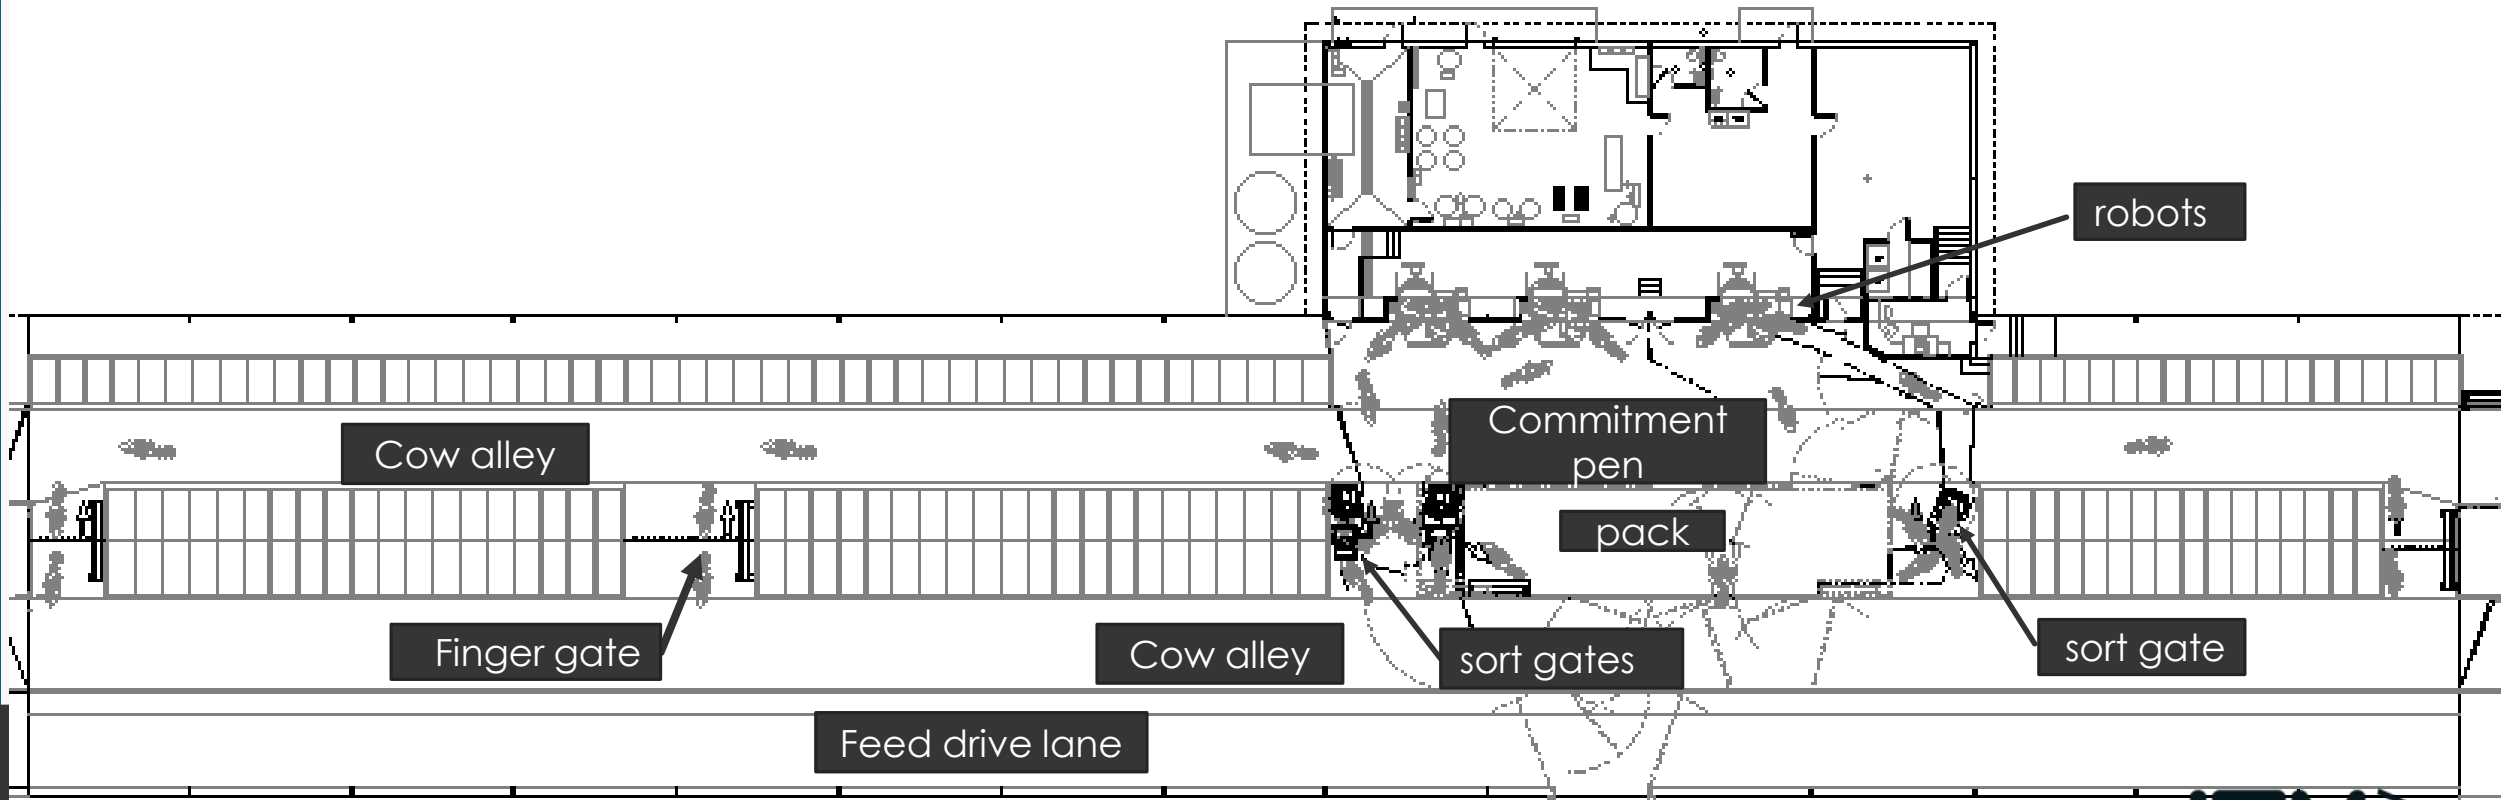 robots
Commitment
pen
Cow alley
pack
Finger gate
Cow alley
sort gates
sort gate
Feed drive lane